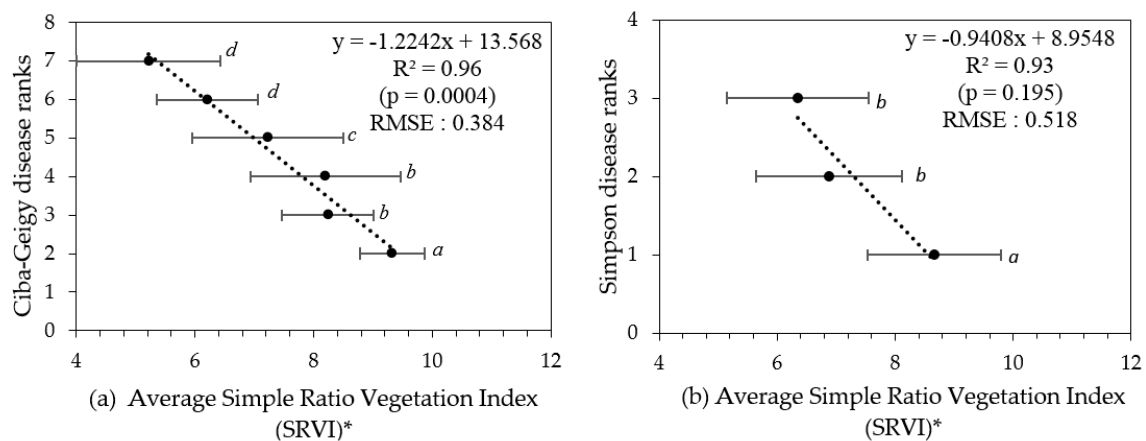 8
7
6
5
4
3
2
1
0
Ciba-Geigy disease ranks
y = -1.2242x + 13.568
R² = 0.96
(p = 0.0004)
RMSE : 0.384
d
d
c
b
b
a
4 6 8 10 12
(a) Average Simple Ratio Vegetation Index
(SRVI)*
4
3
2
1
0
Simpson disease ranks
y = -0.9408x + 8.9548
R² = 0.93
(p = 0.195)
RMSE : 0.518
b
b
a
4 6 8 10 12
(b) Average Simple Ratio Vegetation Index
(SRVI)*